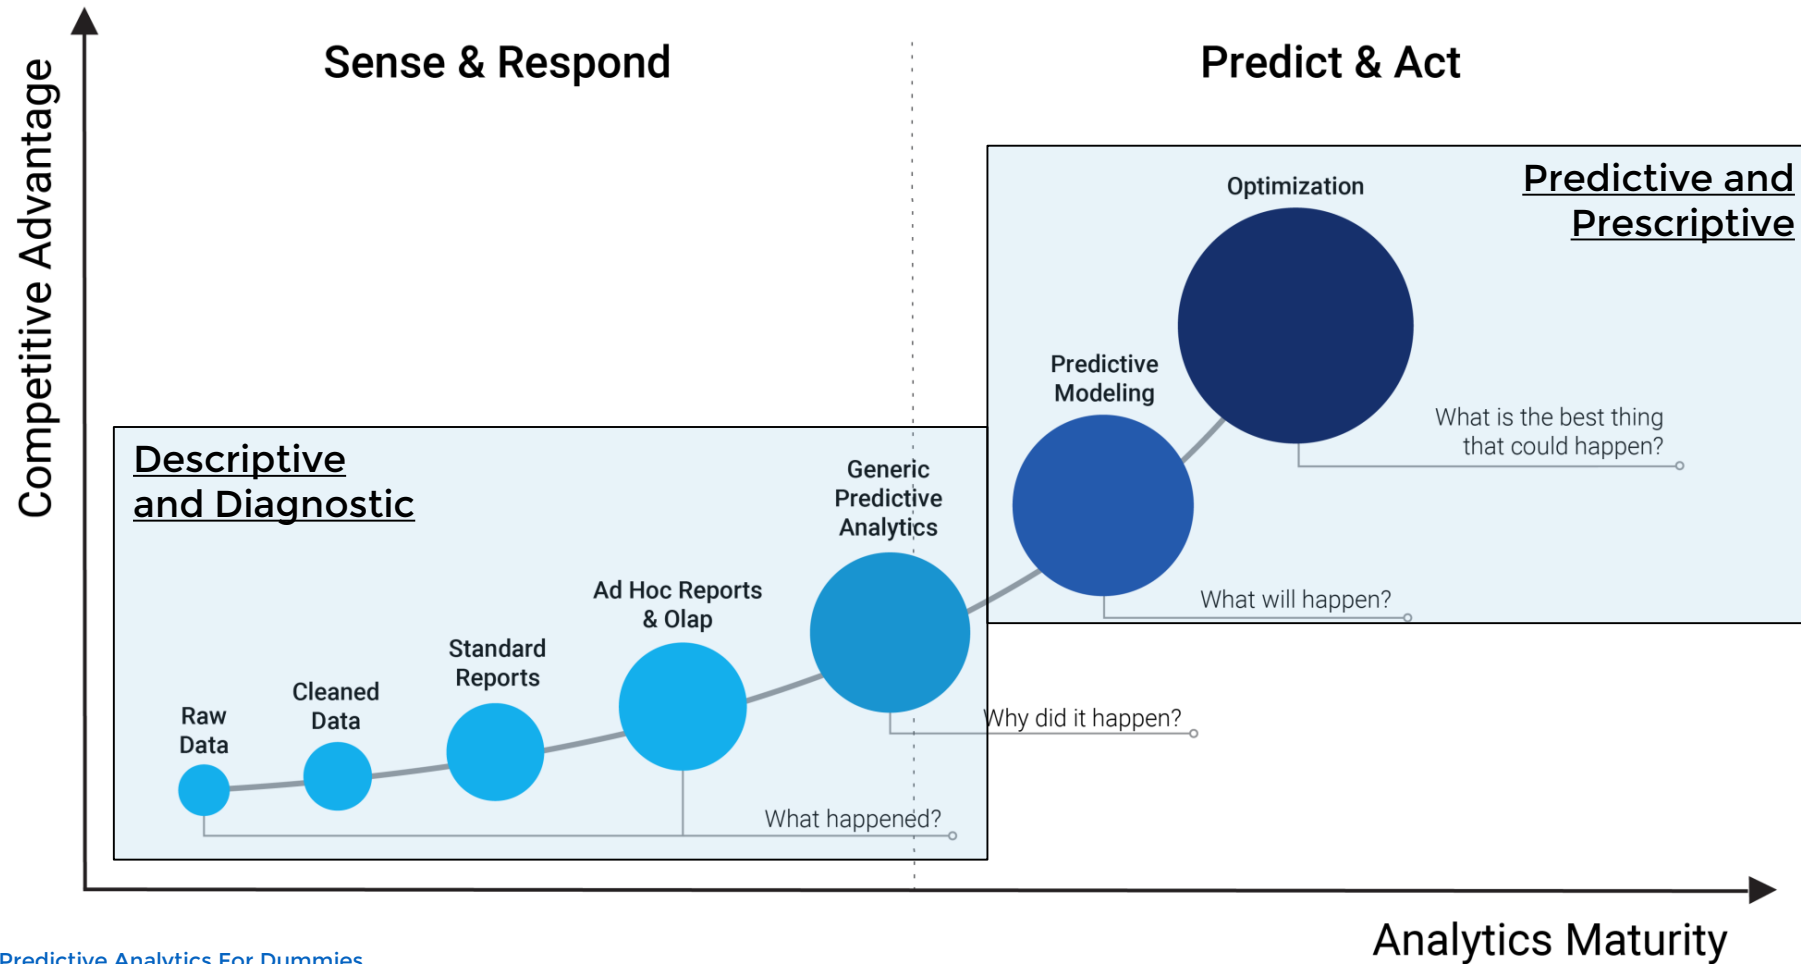 Competitive Advantage
Sense & Respond
Predict & Act
Predictive and
Prescriptive
Optimization
Predictive
Modeling
What is the best thing
that could happen?
What will happen?
Descriptive
and Diagnostic
Generic
Predictive
Analytics
Ad Hoc Reports
& Olap
Standard
Reports
Cleaned
Data
Raw
Data
Why did it happen?
What happened?
Analytics Maturity
Predictive Analytics For Dummies